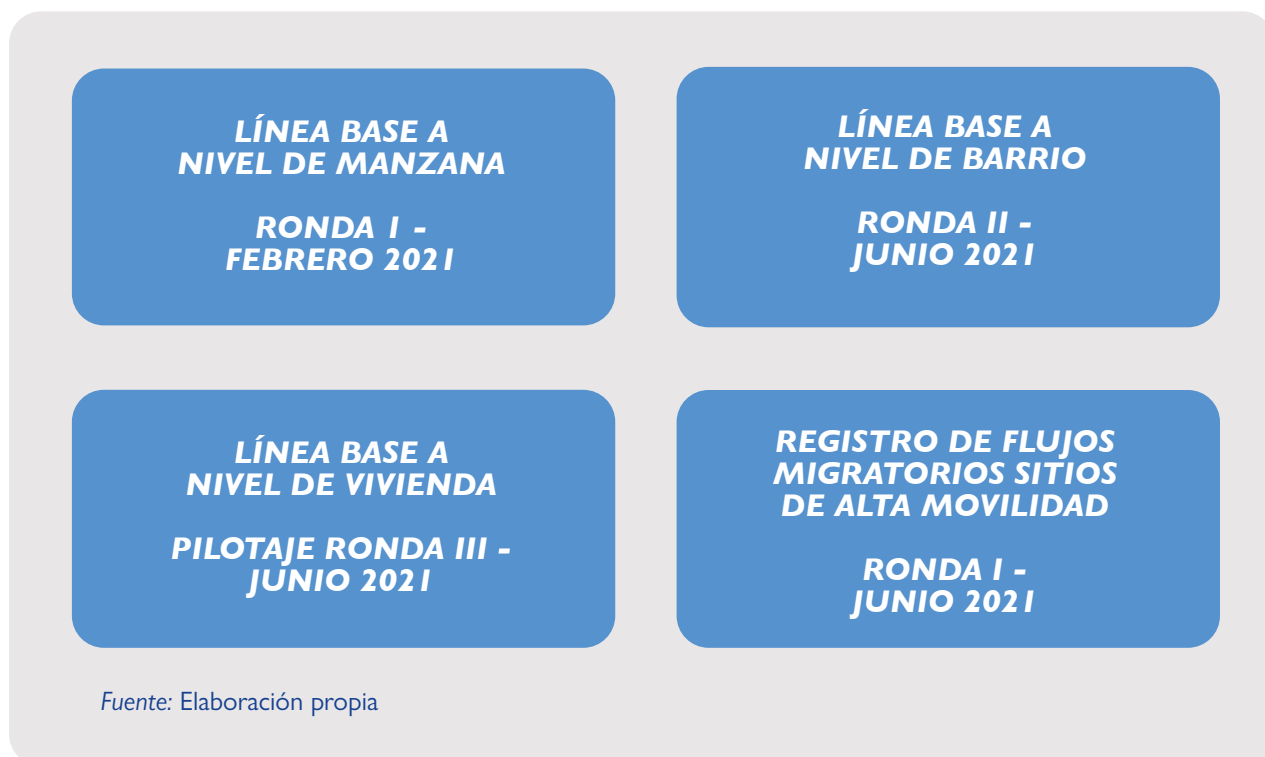 LÍNEA BASE A
NIVEL DE MANZANA
RONDA I -
FEBRERO 2021
LÍNEA BASE A
NIVEL DE BARRIO
RONDA II -
JUNIO 2021
LÍNEA BASE A
NIVEL DE VIVIENDA
PILOTAJE RONDA III -
JUNIO 2021
REGISTRO DE FLUJOS
MIGRATORIOS SITIOS
DE ALTA MOVILIDAD
RONDA I -
JUNIO 2021
Fuente: Elaboración propia